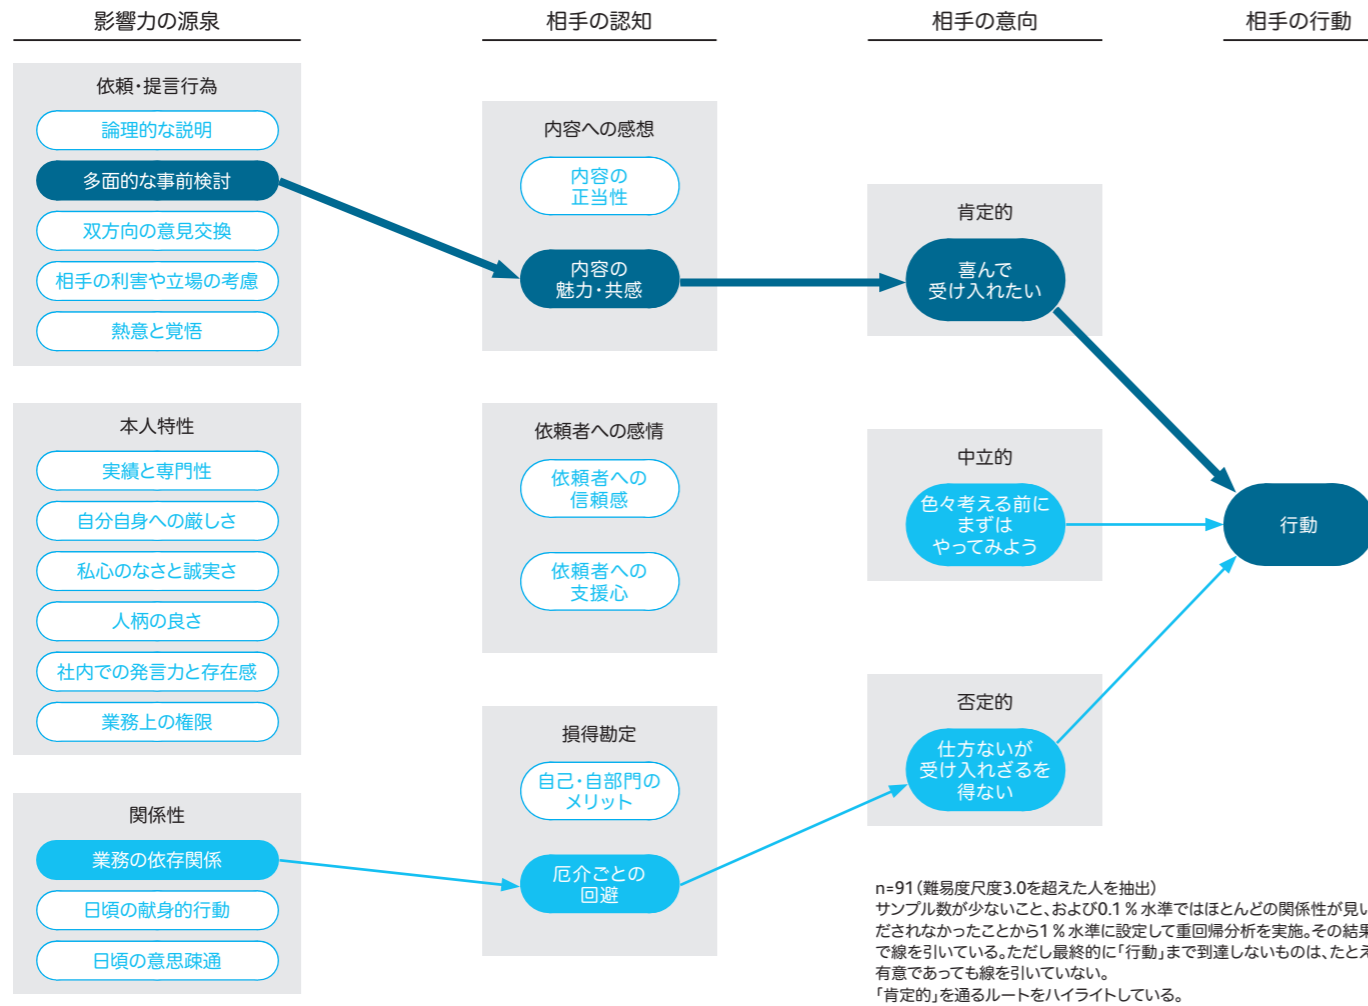 影響力の源泉
相手の認知
相手の意向
相手の行動
依頼・提言行為
論理的な説明
多面的な事前検討
双方向の意見交換
相手の利害や立場の考慮
熱意と覚悟
本人特性
実績と専門性
自分自身への厳しさ
私心のなさと誠実さ
人柄の良さ
社内での発言力と存在感
業務上の権限
関係性
業務の依存関係
日頃の献身的行動
日頃の意思疎通
内容への感想
内容の
正当性
内容の
魅力・共感
依頼者への感情
依頼者への
信頼感
依頼者への
支援心
損得勘定
自己・自部門の
メリット
厄介ごとの
回避
肯定的
喜んで
受け入れたい
中立的
色々考える前に
まずは
やってみよう
否定的
仕方ないが
受け入れざるを
得ない
行動
n=91（難易度尺度3.0を超えた人を抽出）
サンプル数が少ないこと、および0.1％水準ではほとんどの関係性が見い
だされなかったことから1％水準に設定して重回帰分析を実施。その結果
で線を引いている。ただし最終的に「行動」まで到達しないものは、たとえ
有意であっても線を引いていない。
「肯定的」を通るルートをハイライトしている。